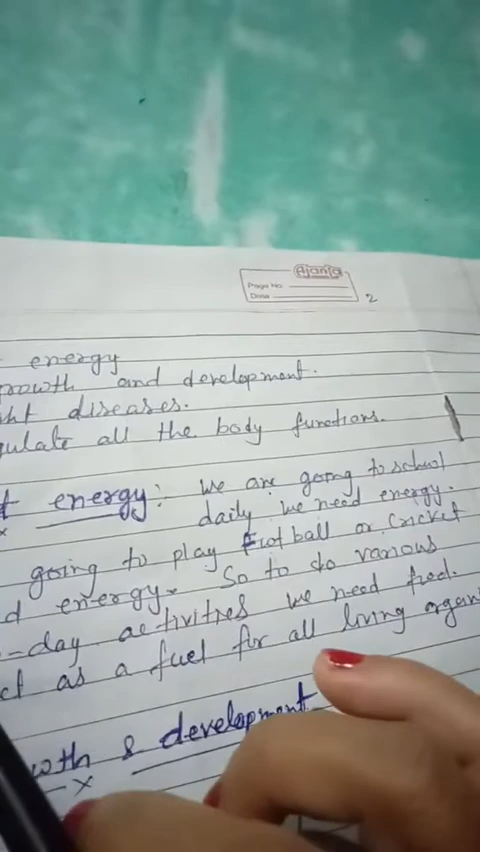 Ajanta
Page No.
Date
2
energy
growth and development.
diseases.
all the body functions.
energy: we are going to school
daily we need energy.
going to play football or cricket
energy. So to do various
-day activities we need food.
as a fuel for all living
& development